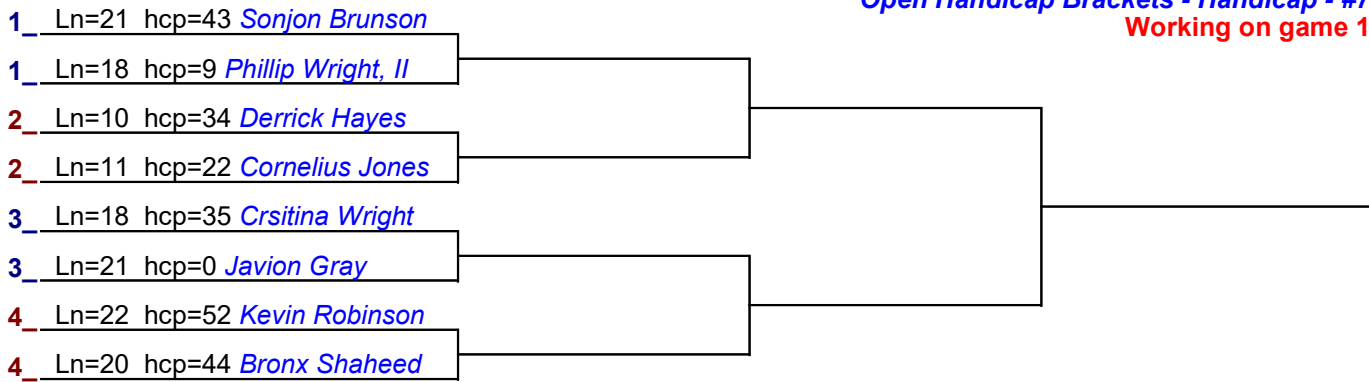 Open Handicap Brackets - Handicap - #7
Working on game 1
1_ Ln=21 hcp=43 Sonjon Brunson
1_ Ln=18 hcp=9 Phillip Wright, II
2_ Ln=10 hcp=34 Derrick Hayes
2_ Ln=11 hcp=22 Cornelius Jones
3_ Ln=18 hcp=35 Crsitina Wright
3_ Ln=21 hcp=0 Javion Gray
4_ Ln=22 hcp=52 Kevin Robinson
4_ Ln=20 hcp=44 Bronx Shaheed